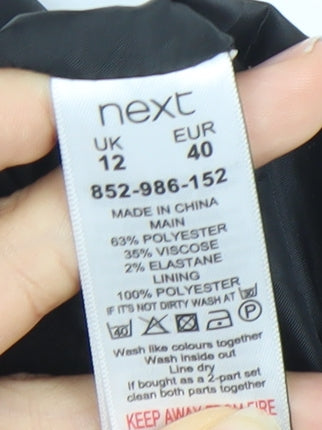 next
UK EUR
12 40
852-986-152
MADE IN CHINA
MAIN
63% POLYESTER
35% VISCOSE
2% ELASTANE
LINING
100% POLYESTER
IF IT'S NOT DIRTY WASH AT 30
40 P
Wash like colours together
Wash inside out
Line dry
If bought as a 2-part set
clean both parts together
KEEP AWAY FROM FIRE